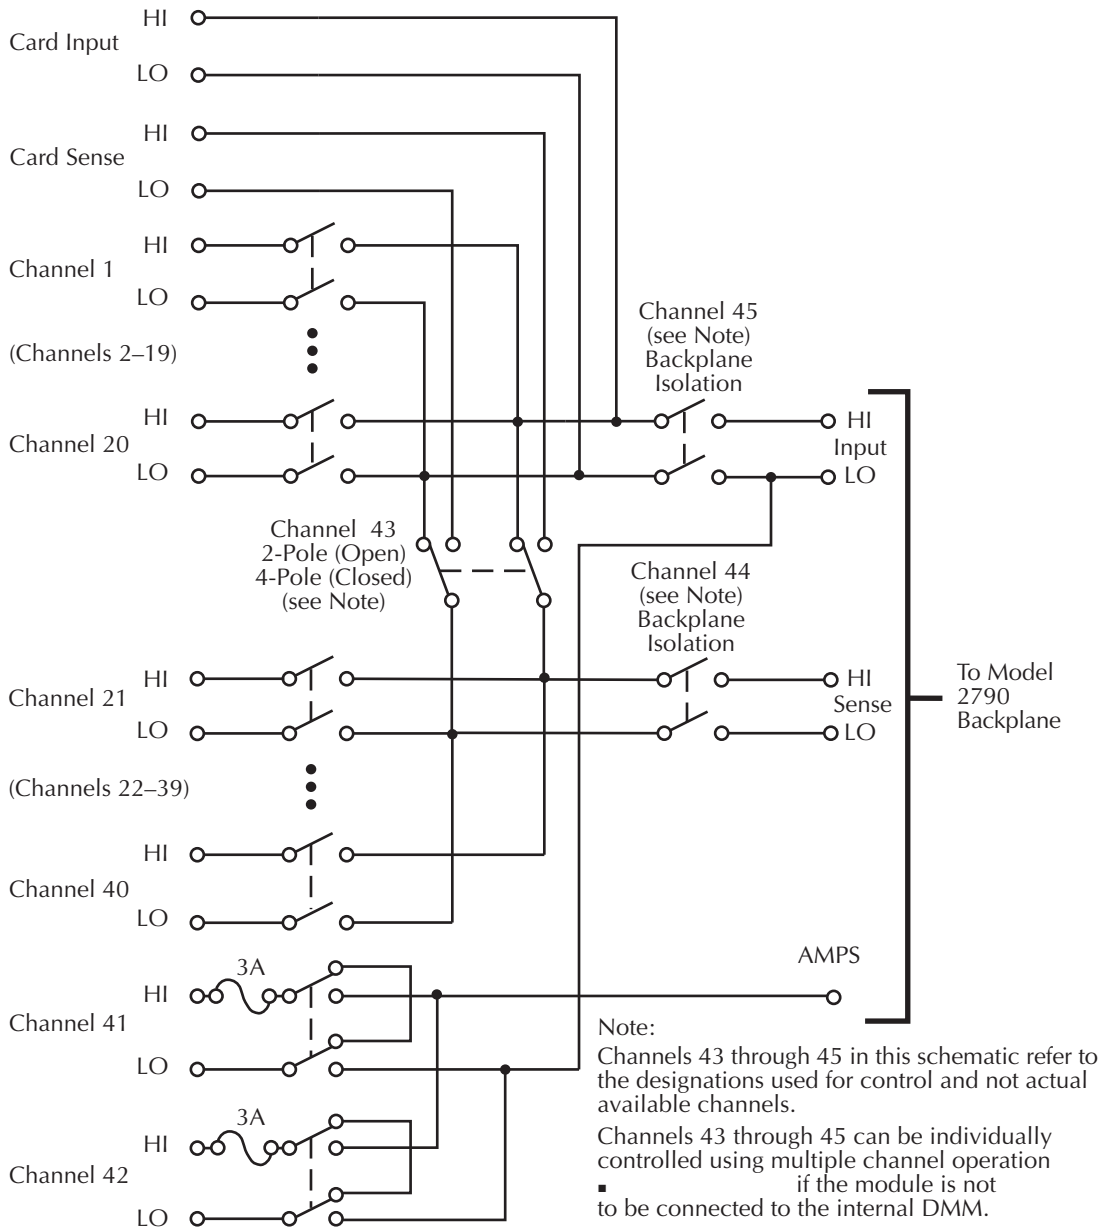 HI
Card Input
LO
HI
Card Sense
LO
HI
Channel 1
LO
(Channels 2–19)
HI
Channel 20
LO
Channel 45
(see Note)
Backplane
Isolation
HI
Input
LO
Channel 43
2-Pole (Open)
4-Pole (Closed)
(see Note)
Channel 44
(see Note)
Backplane
Isolation
HI
Channel 21
LO
HI
Sense
LO
To Model
2790
Backplane
(Channels 22–39)
HI
Channel 40
LO
AMPS
3A
HI
Channel 41
LO
3A
HI
Channel 42
LO
Note:
Channels 43 through 45 in this schematic refer to
the designations used for control and not actual
available channels.
Channels 43 through 45 can be individually
controlled using multiple channel operation
if the module is not
to be connected to the internal DMM.